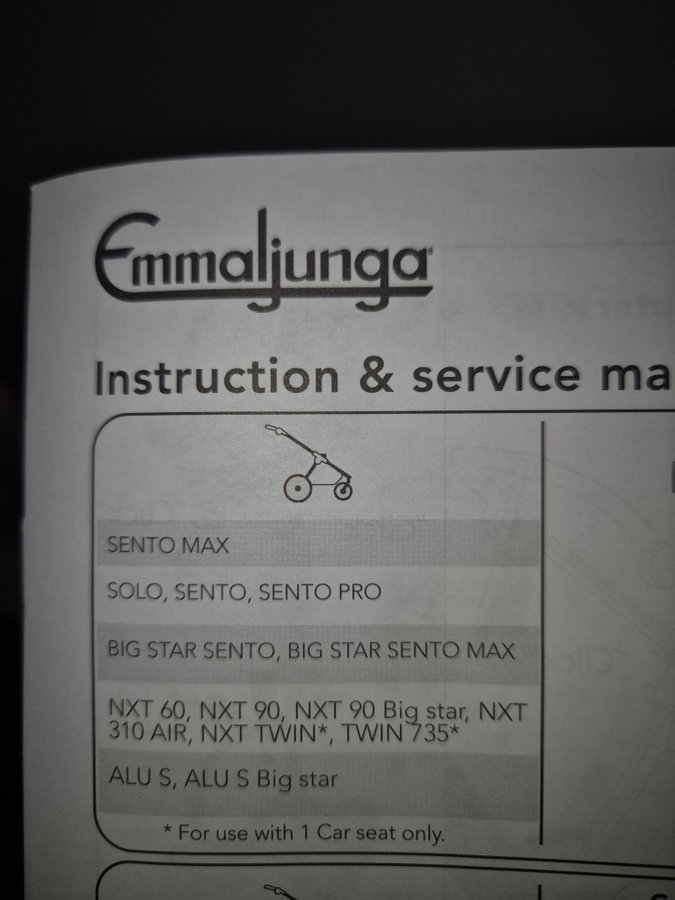 Emmaljunga
Instruction & service ma
SENTO MAX
SOLO, SENTO, SENTO PRO
BIG STAR SENTO, BIG STAR SENTO MAX
NXT 60, NXT 90, NXT 90 Big star, NXT
310 AIR, NXT TWIN*, TWIN 735*
ALU S, ALU S Big star
* For use with 1 Car seat only.